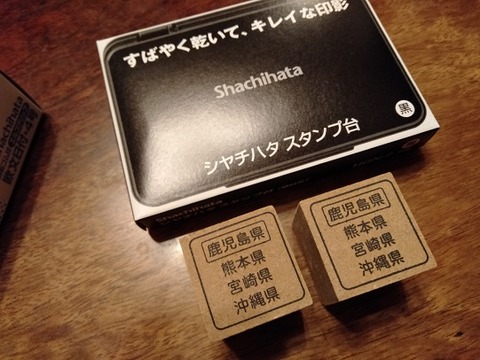 すばやく乾いて、キレイな印影
Shachihata
シヤチハタ スタンプ台
黒
Shachihata
鹿児島県
熊本県
宮崎県
沖縄県
鹿児島県
熊本県
宮崎県
沖縄県